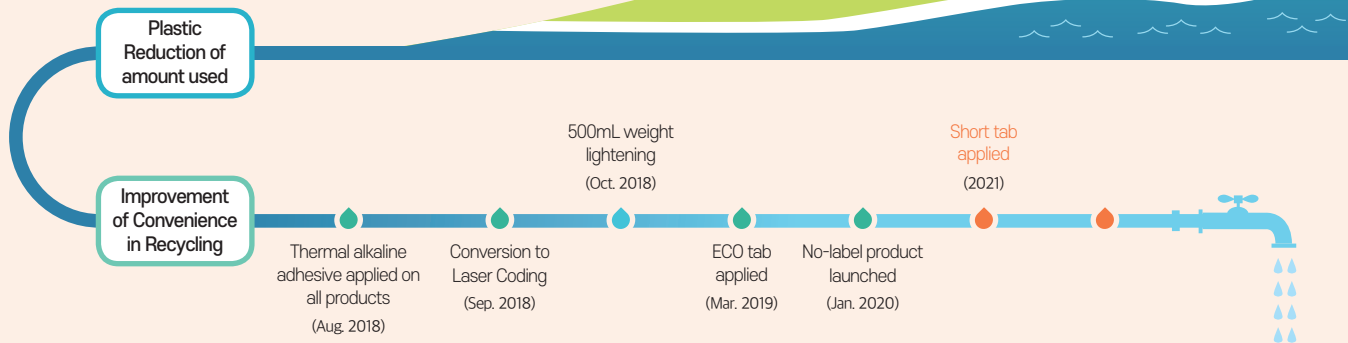 Plastic
Reduction of
amount used
Improvement
of Convenience
in Recycling
Thermal alkaline
adhesive applied on
all products
(Aug. 2018)
Conversion to
Laser Coding
(Sep. 2018)
500mL weight
lightening
(Oct. 2018)
ECO tab
applied
(Mar. 2019)
No-label product
launched
(Jan. 2020)
Short tab
applied
(2021)